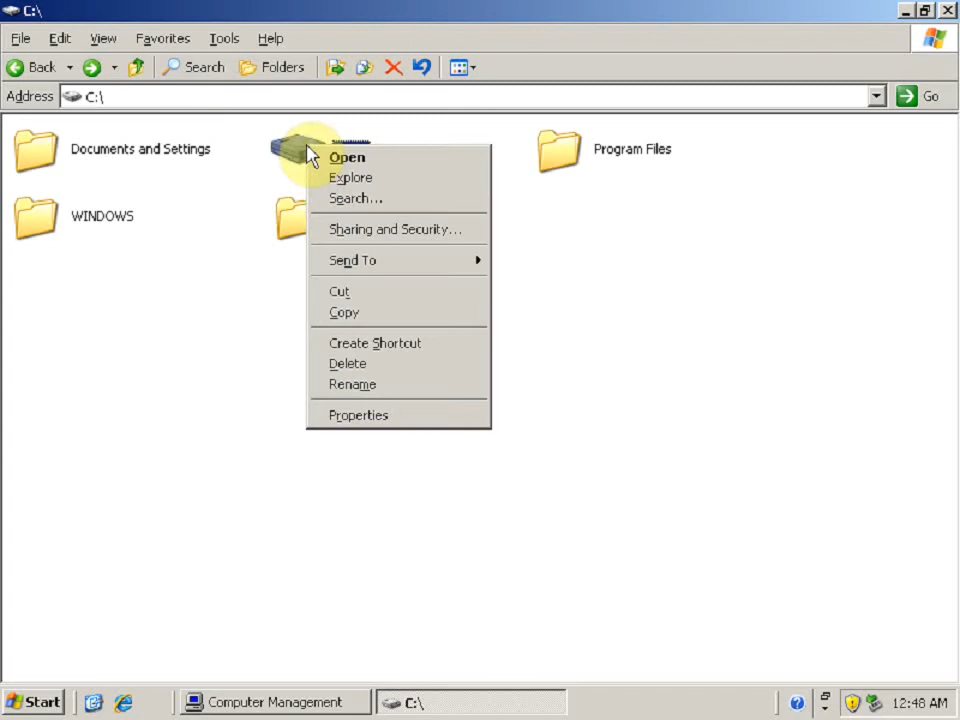 C:\
File Edit View Favorites Tools Help
Back Search Folders
Address C:\ Go
Documents and Settings
Program Files
WINDOWS
Open
Explore
Search...
Sharing and Security...
Send To
Cut
Copy
Create Shortcut
Delete
Rename
Properties
Start Computer Management C:\ 12:48 AM